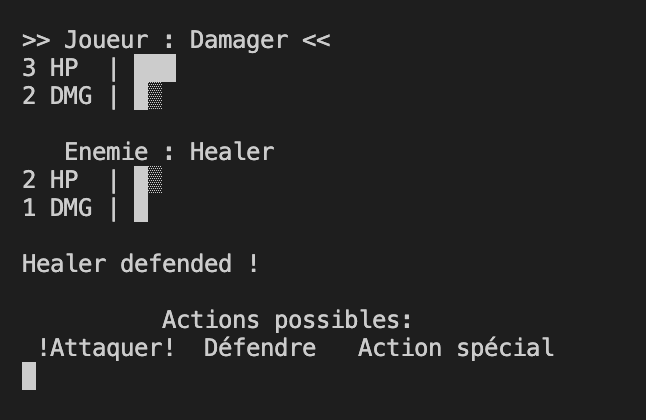 >> Joueur : Damager <<
3 HP  | ███
2 DMG | █▒
Enemie : Healer
2 HP  | █▒
1 DMG | █
Healer defended !
Actions possibles:
!Attaquer!  Défendre   Action spécial